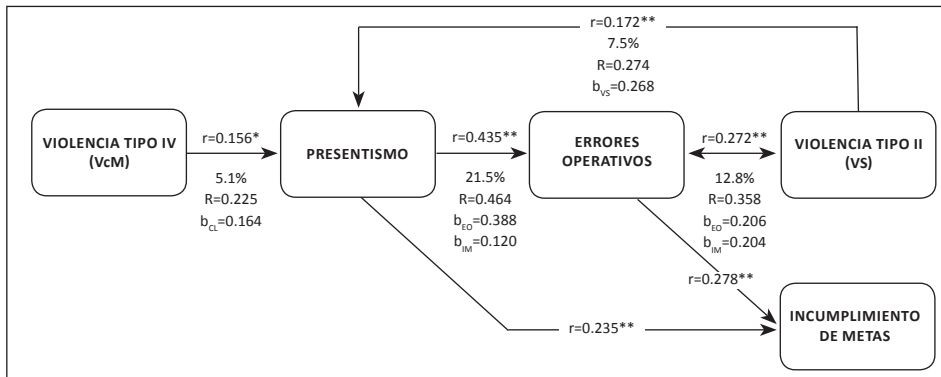 r=0.172**
7.5%
R=0.274
b_VS=0.268
VIOLENCIA TIPO IV
(VcM)
r=0.156*
5.1%
R=0.225
b_CL=0.164
PRESENTISMO
r=0.435**
21.5%
R=0.464
b_EO=0.388
b_IM=0.120
ERRORES
OPERATIVOS
r=0.272**
12.8%
R=0.358
b_EO=0.206
b_IM=0.204
VIOLENCIA TIPO II
(VS)
r=0.278**
r=0.235**
INCUMPLIMIENTO
DE METAS